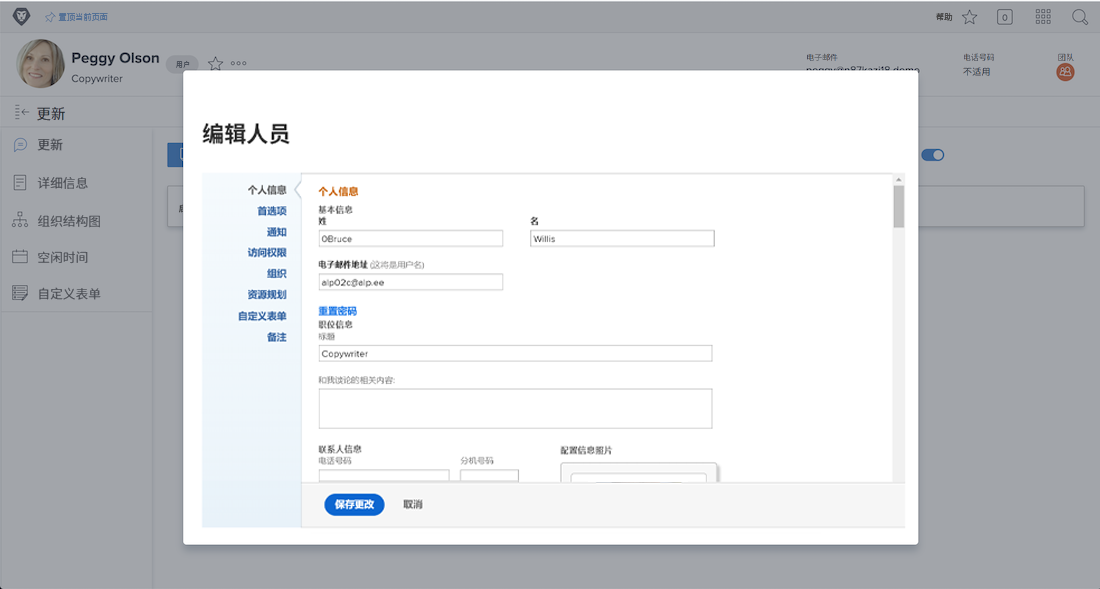 置顶当前页面
帮助
0
Peggy Olson
用户
Copywriter
电子邮件
电话号码
不适用
团队
更新
更新
详细信息
组织结构图
空闲时间
自定义表单
编辑人员
个人信息
首选项
通知
访问权限
组织
资源规划
自定义表单
备注
个人信息
基本信息
姓 名
0Bruce Willis
电子邮件地址 (这将是用户名)
alp02c@alp.ee
重置密码
职位信息
标题
Copywriter
和我谈论的相关内容:
联系人信息 配置信息照片
电话号码 分机号码
保存更改 取消